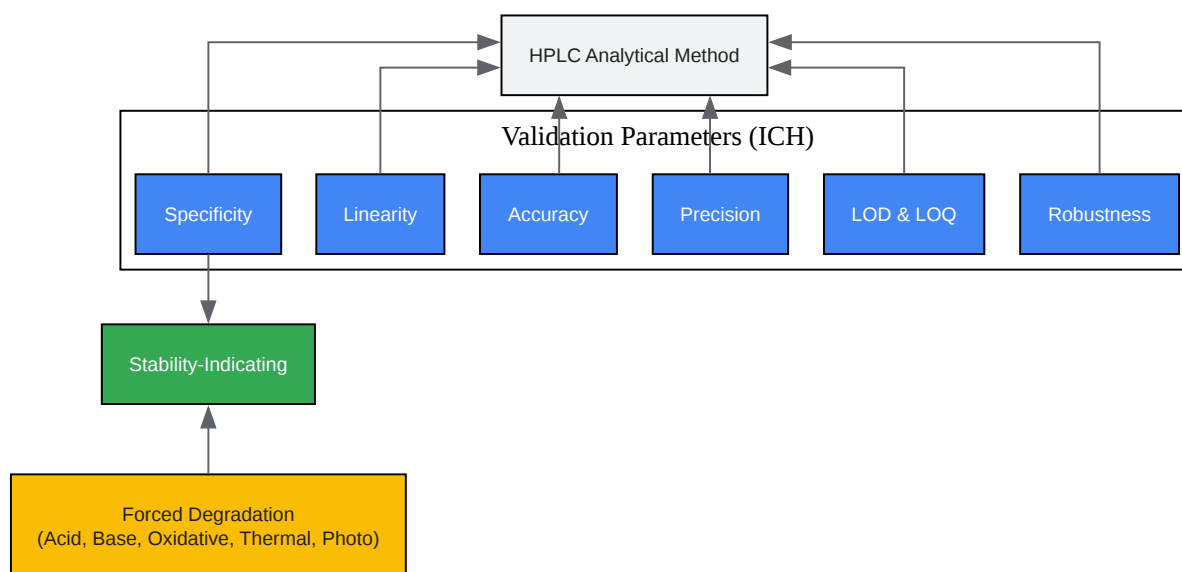 HPLC Analytical Method
Validation Parameters (ICH)
Specificity
Linearity
Accuracy
Precision
LOD & LOQ
Robustness
Stability-Indicating
Forced Degradation
(Acid, Base, Oxidative, Thermal, Photo)